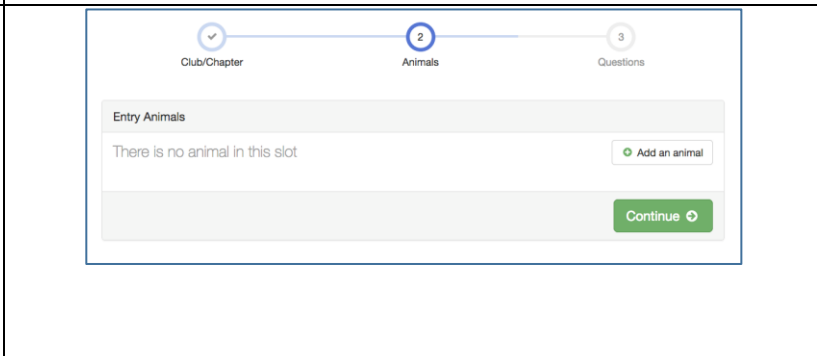 2 3
Club/Chapter Animals Questions
Entry Animals
There is no animal in this slot Add an animal
Continue